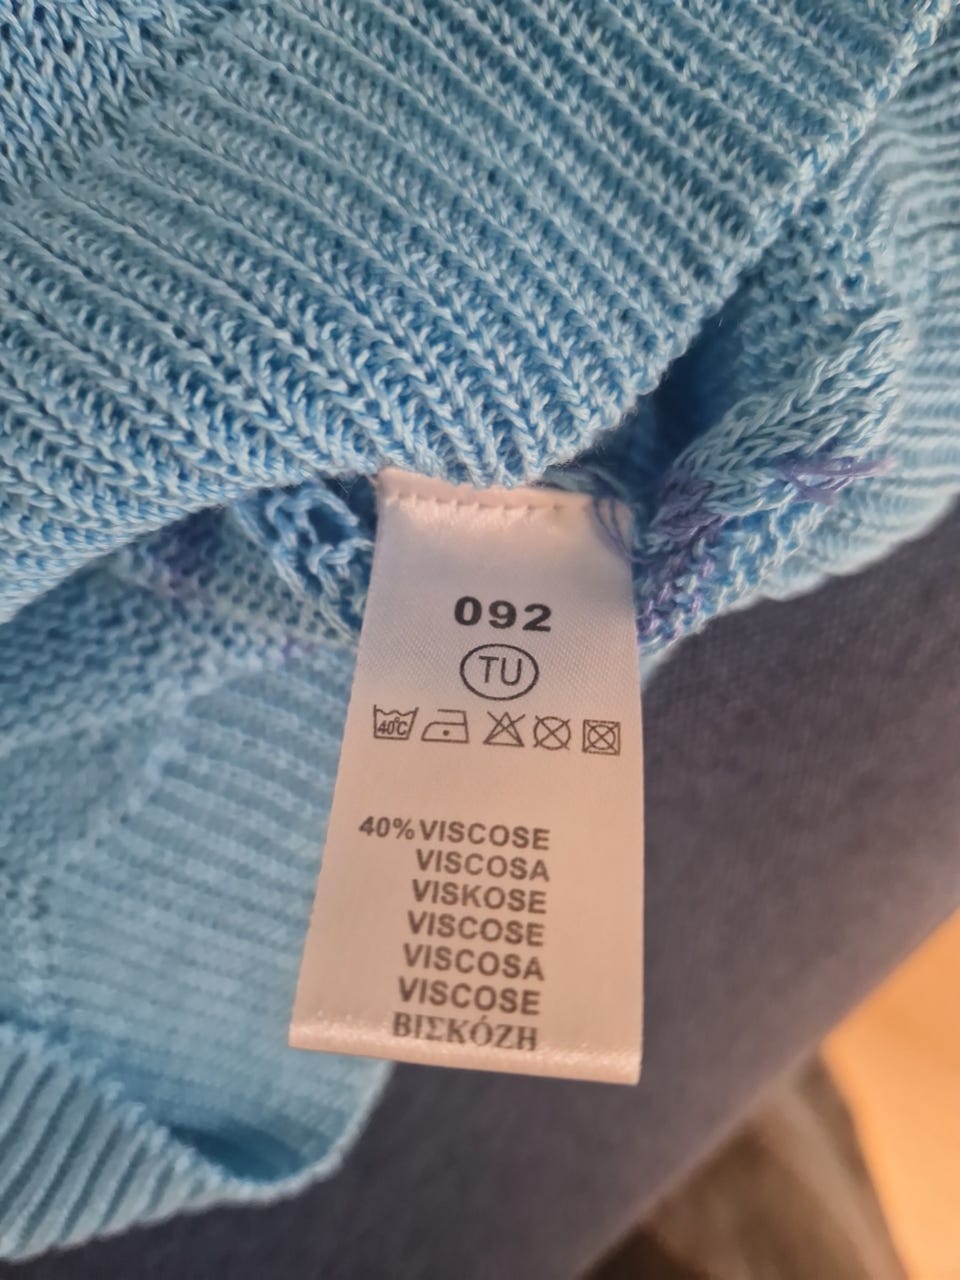 092
TU
40°C
40% VISCOSE
VISCOSA
VISKOSE
VISCOSE
VISCOSA
VISCOSE
ΒΙΣΚΌΖΗ